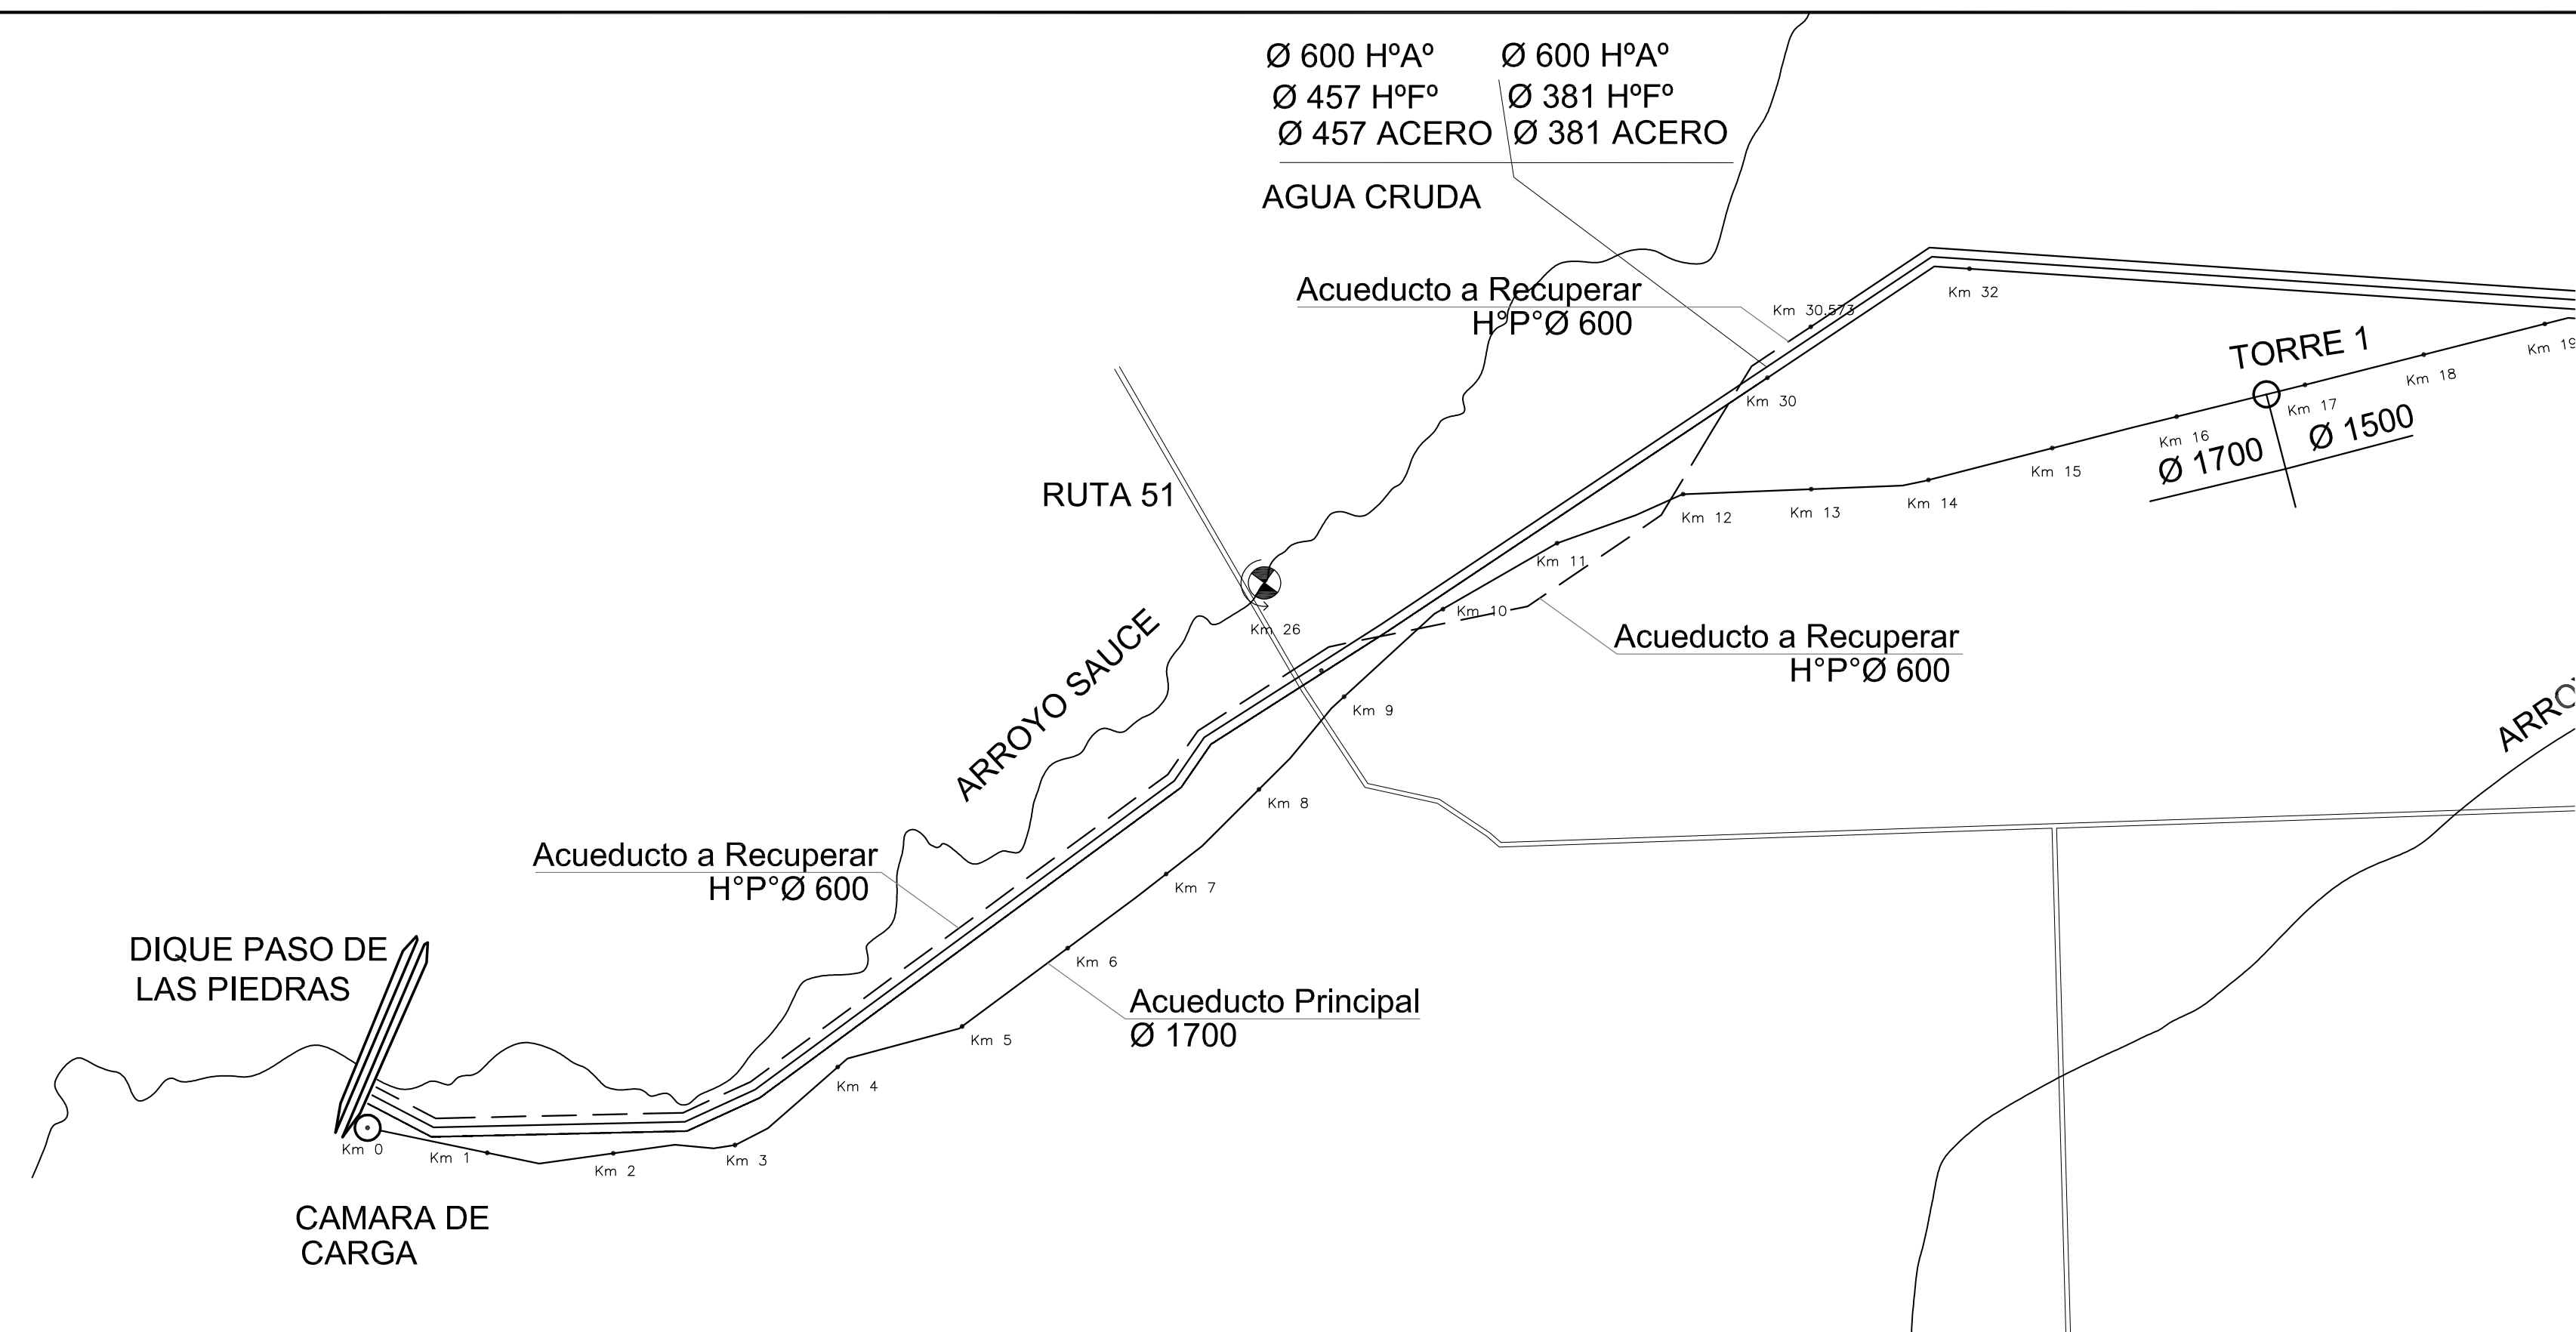 Ø 600 HºAº
Ø 457 HºFº
Ø 457 ACERO
Ø 600 HºAº
Ø 381 HºFº
Ø 381 ACERO
AGUA CRUDA
Acueducto a Recuperar
H°P°Ø 600
Km 30.573
Km 32
Km 30
TORRE 1
Km 19
Km 18
Km 17
Km 16
Ø 1700
Ø 1500
Km 15
Km 14
Km 13
Km 12
Km 11
Km 10
RUTA 51
Km 26
Acueducto a Recuperar
H°P°Ø 600
ARROYO SAUCE
Km 9
Km 8
Km 7
Km 6
Km 5
Km 4
Acueducto a Recuperar
H°P°Ø 600
Acueducto Principal
Ø 1700
DIQUE PASO DE
LAS PIEDRAS
Km 0
Km 1
Km 2
Km 3
CAMARA DE
CARGA